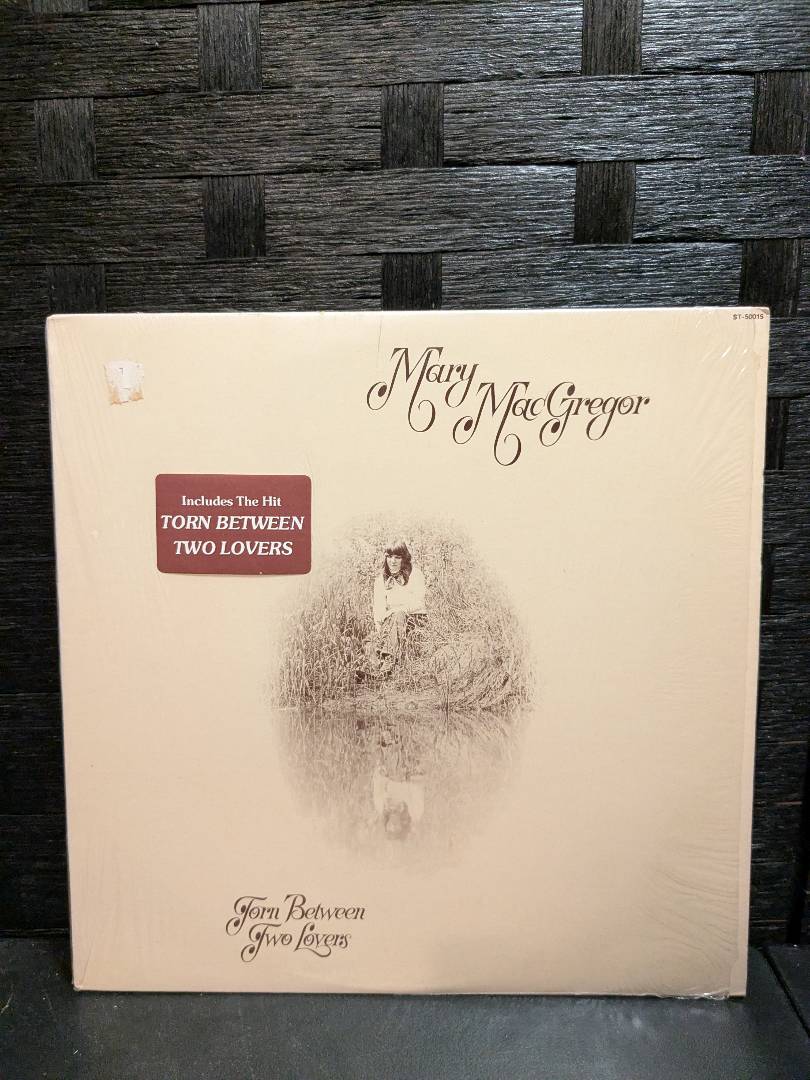 ST-50015
Mary
MacGregor
Includes The Hit
TORN BETWEEN
TWO LOVERS
Torn Between
Two Lovers